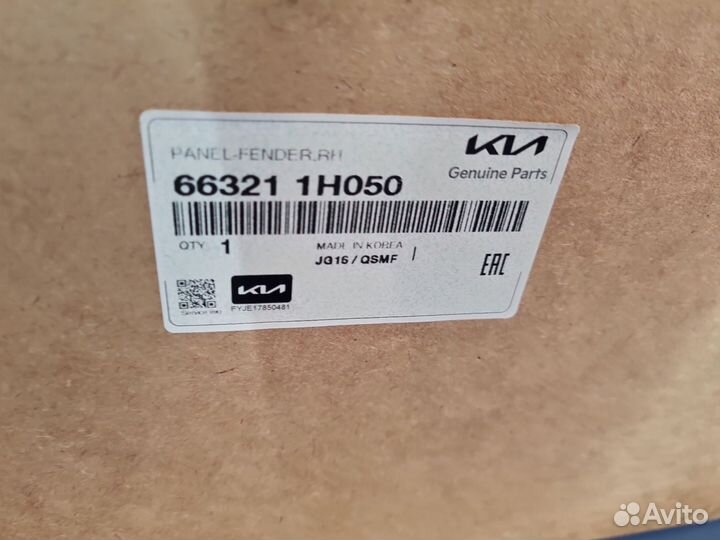 PANEL-FENDER,RH
KIA
Genuine Parts
66321 1H050
QTY 1
MADE IN KOREA
JG16 / QSMF
EAC
KIA
FYJE17850481
Avito